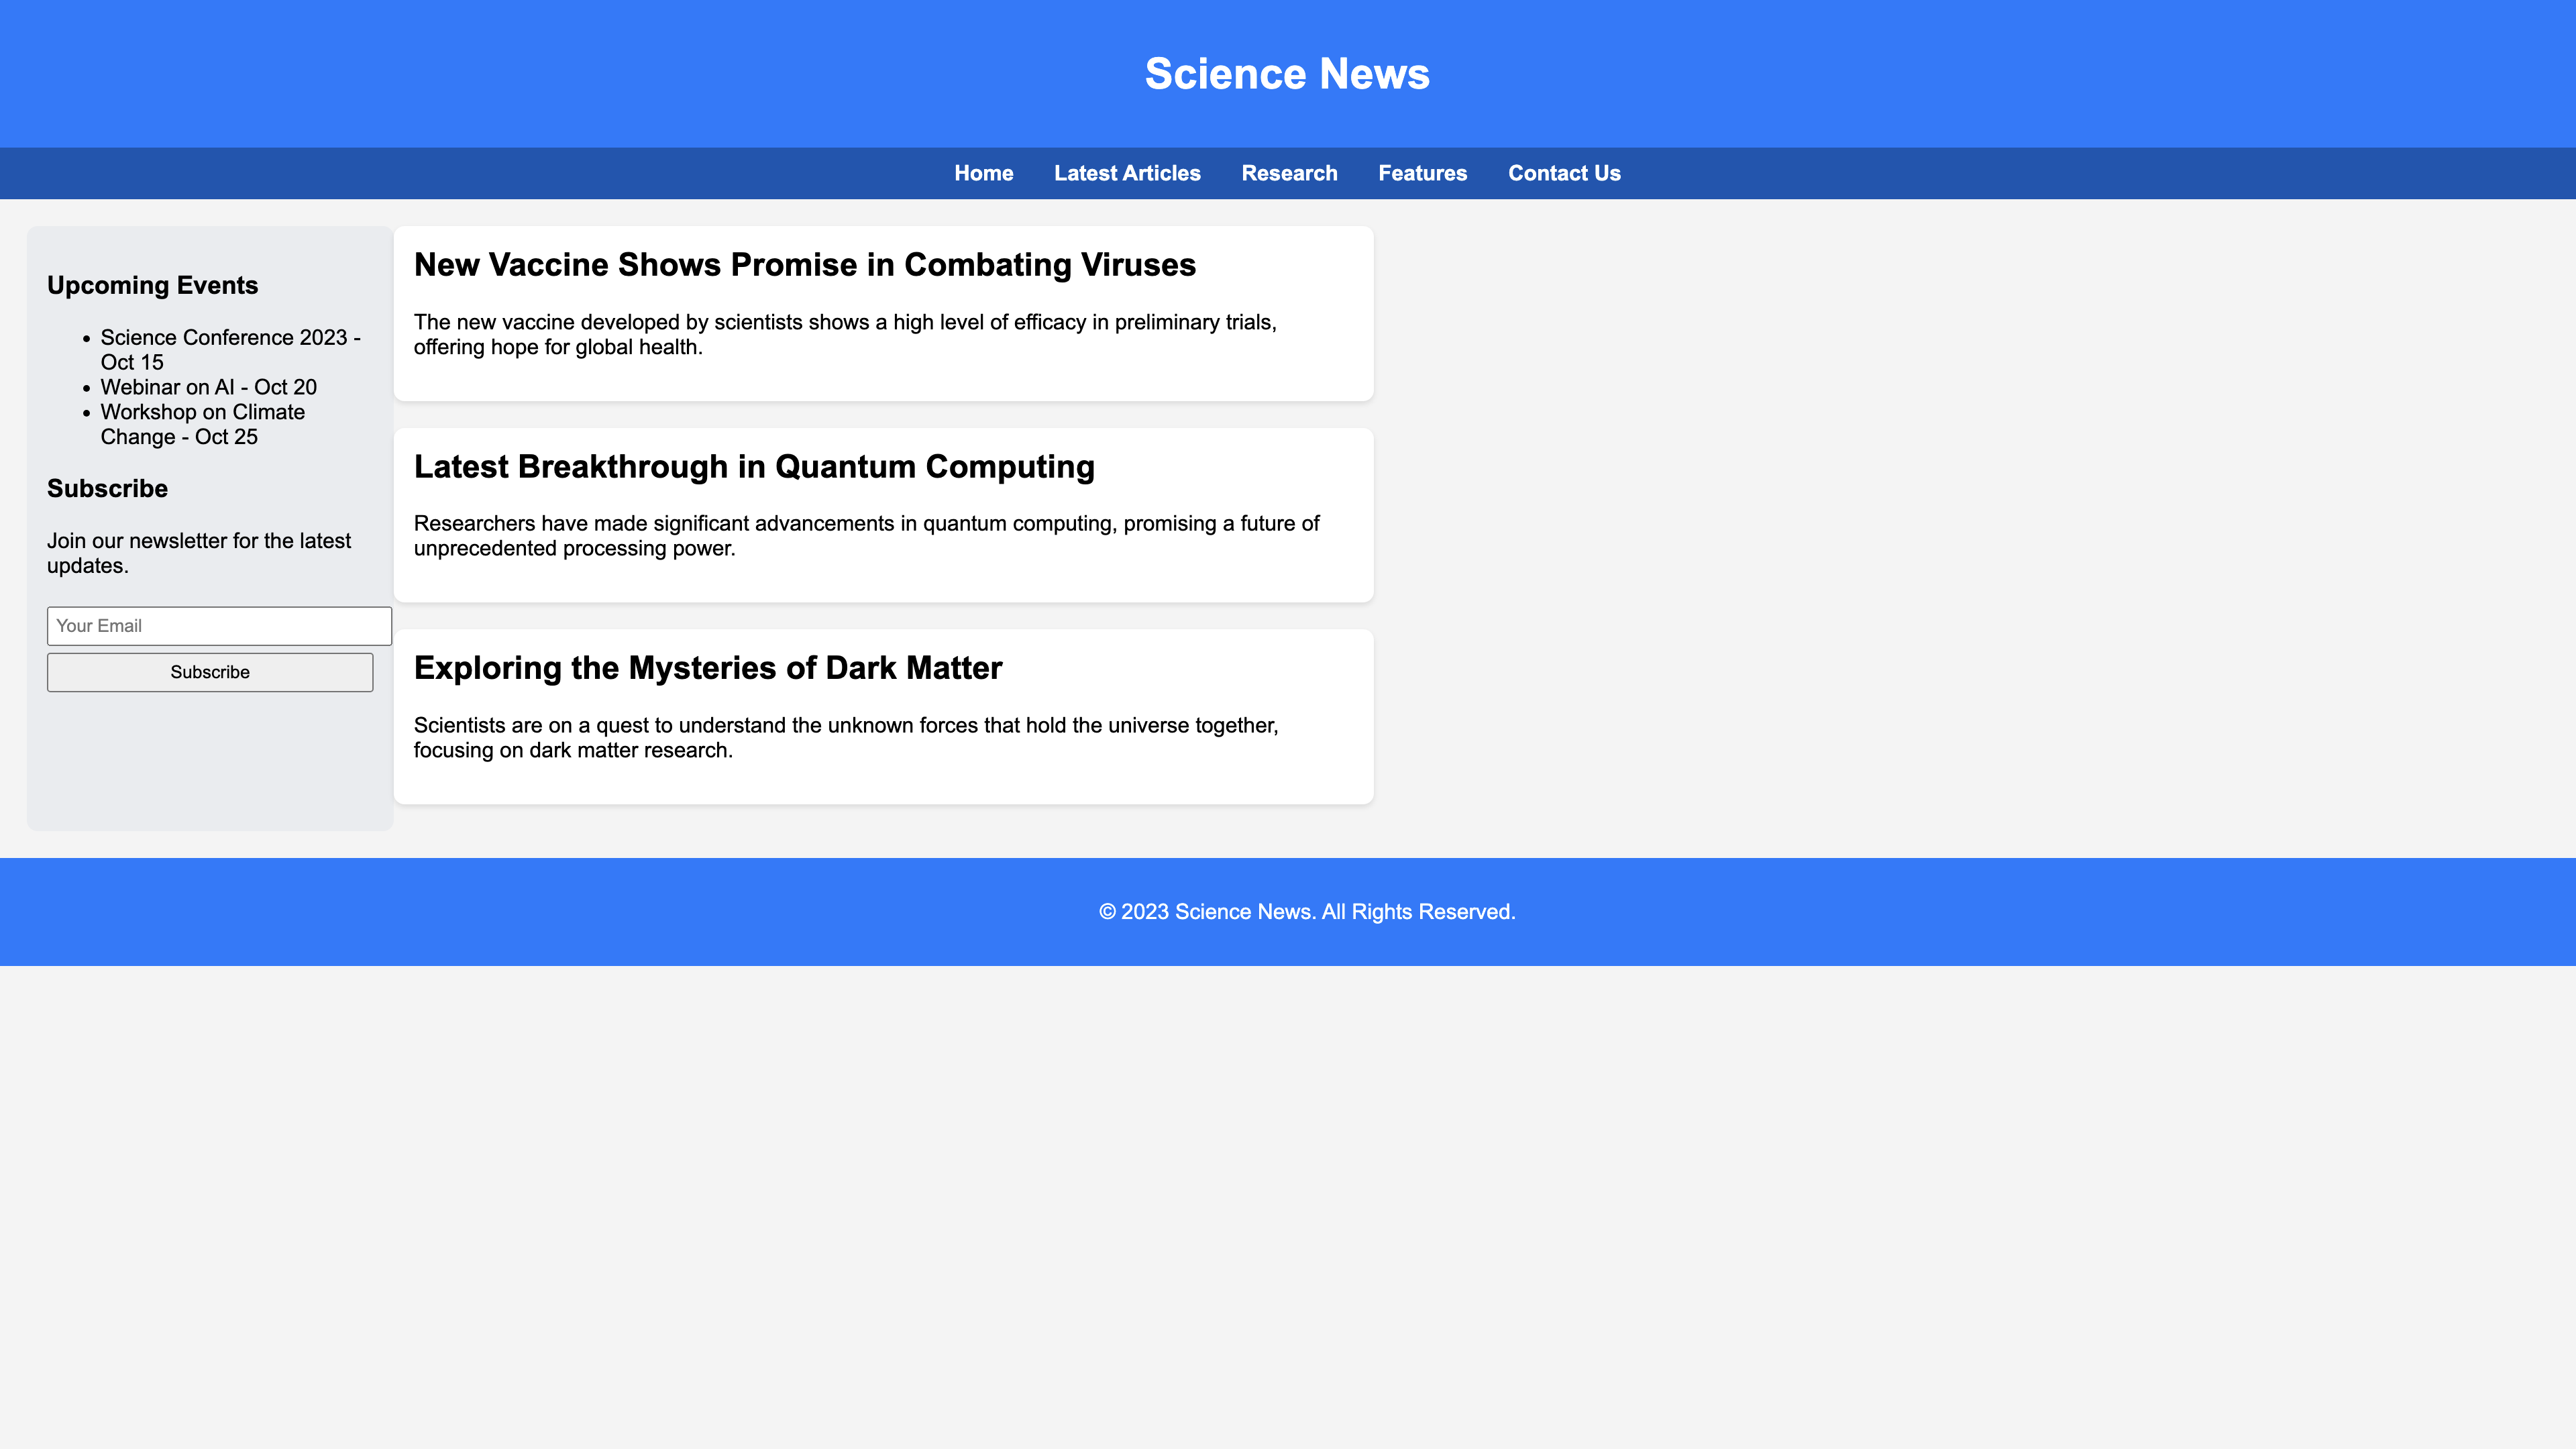 Science News
Home Latest Articles Research Features Contact Us
Upcoming Events
• Science Conference 2023 -
Oct 15
• Webinar on AI - Oct 20
• Workshop on Climate
Change - Oct 25
Subscribe
Join our newsletter for the latest
updates.
Your Email
Subscribe
New Vaccine Shows Promise in Combating Viruses
The new vaccine developed by scientists shows a high level of efficacy in preliminary trials,
offering hope for global health.
Latest Breakthrough in Quantum Computing
Researchers have made significant advancements in quantum computing, promising a future of
unprecedented processing power.
Exploring the Mysteries of Dark Matter
Scientists are on a quest to understand the unknown forces that hold the universe together,
focusing on dark matter research.
© 2023 Science News. All Rights Reserved.